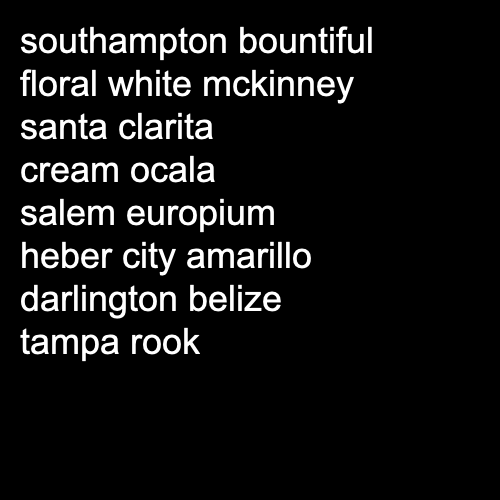 southampton bountiful
floral white mckinney
santa clarita
cream ocala
salem europium
heber city amarillo
darlington belize
tampa rook